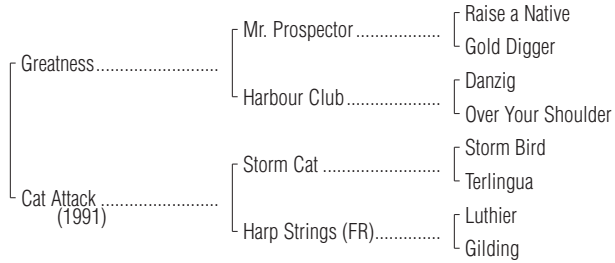 Raise a Native
Mr. Prospector ...................
Gold Digger
Greatness ............................
Danzig
Harbour Club .....................
Over Your Shoulder
Storm Bird
Storm Cat ..........................
Terlingua
Cat Attack ...........................
(1991)
Luthier
Harp Strings (FR) ...............
Gilding